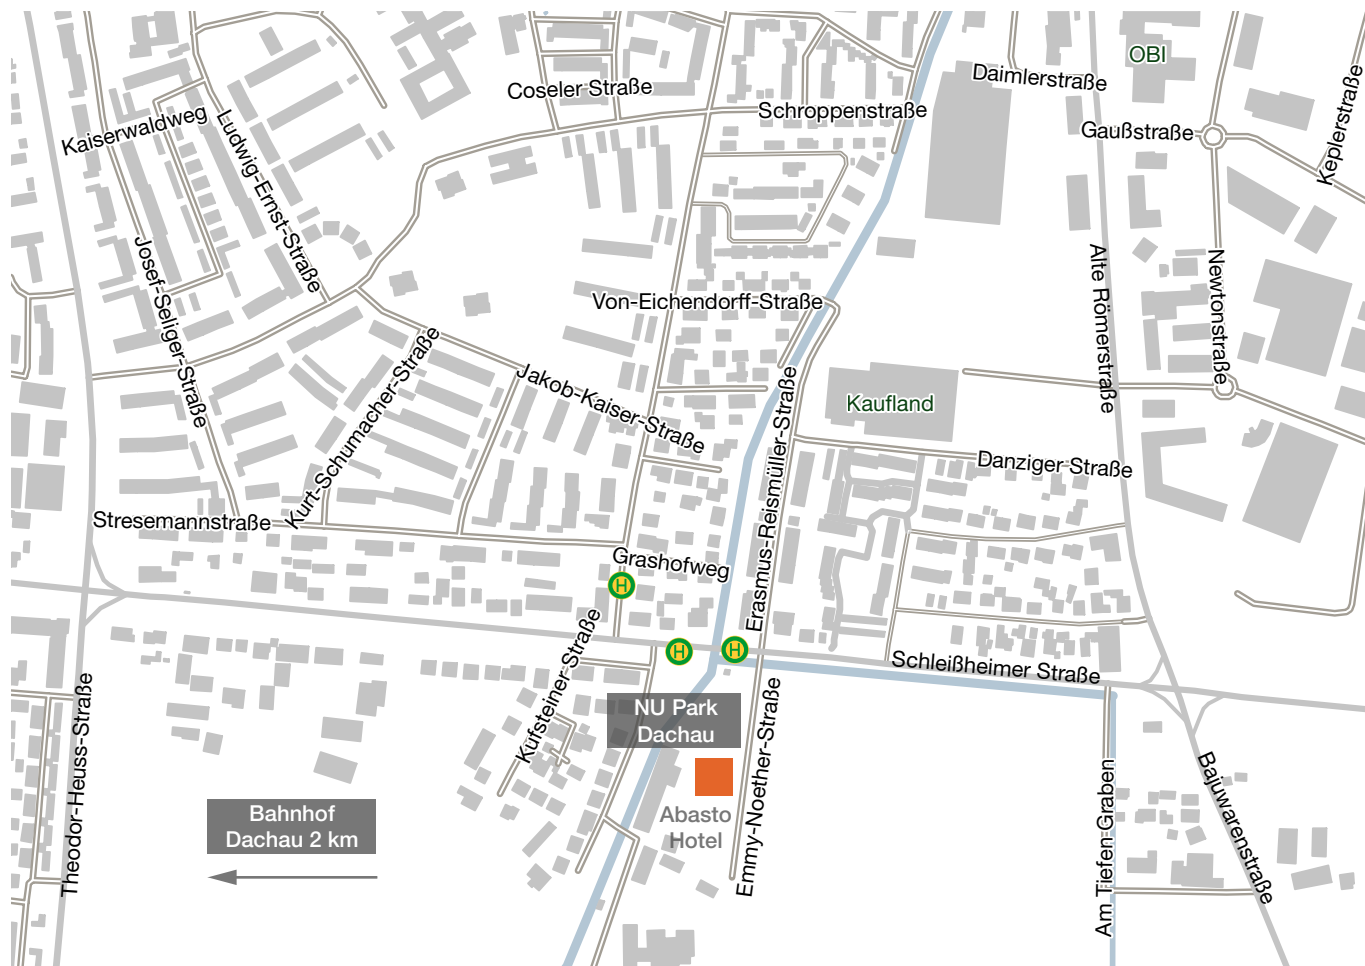 OBI
Daimlerstraße
Coseler Straße
Schroppenstraße
Gaußstraße
Keplerstraße
Kaiserwaldweg
Ludwig-Ernst-Straße
Josef-Seliger-Straße
Von-Eichendorff-Straße
Alte Römerstraße
Newtonstraße
Kurt-Schumacher-Straße
Jakob-Kaiser-Straße
Kaufland
Erasmus-Reismüller-Straße
Danziger Straße
Stresemannstraße
Grashofweg
H
H
H
Kufsteiner Straße
Schleißheimer Straße
Theodor-Heuss-Straße
NU Park
Dachau
Emmy-Noether-Straße
Abasto
Hotel
Bahnhof
Dachau 2 km
Am Tiefen Graben
Bajuwarenstraße